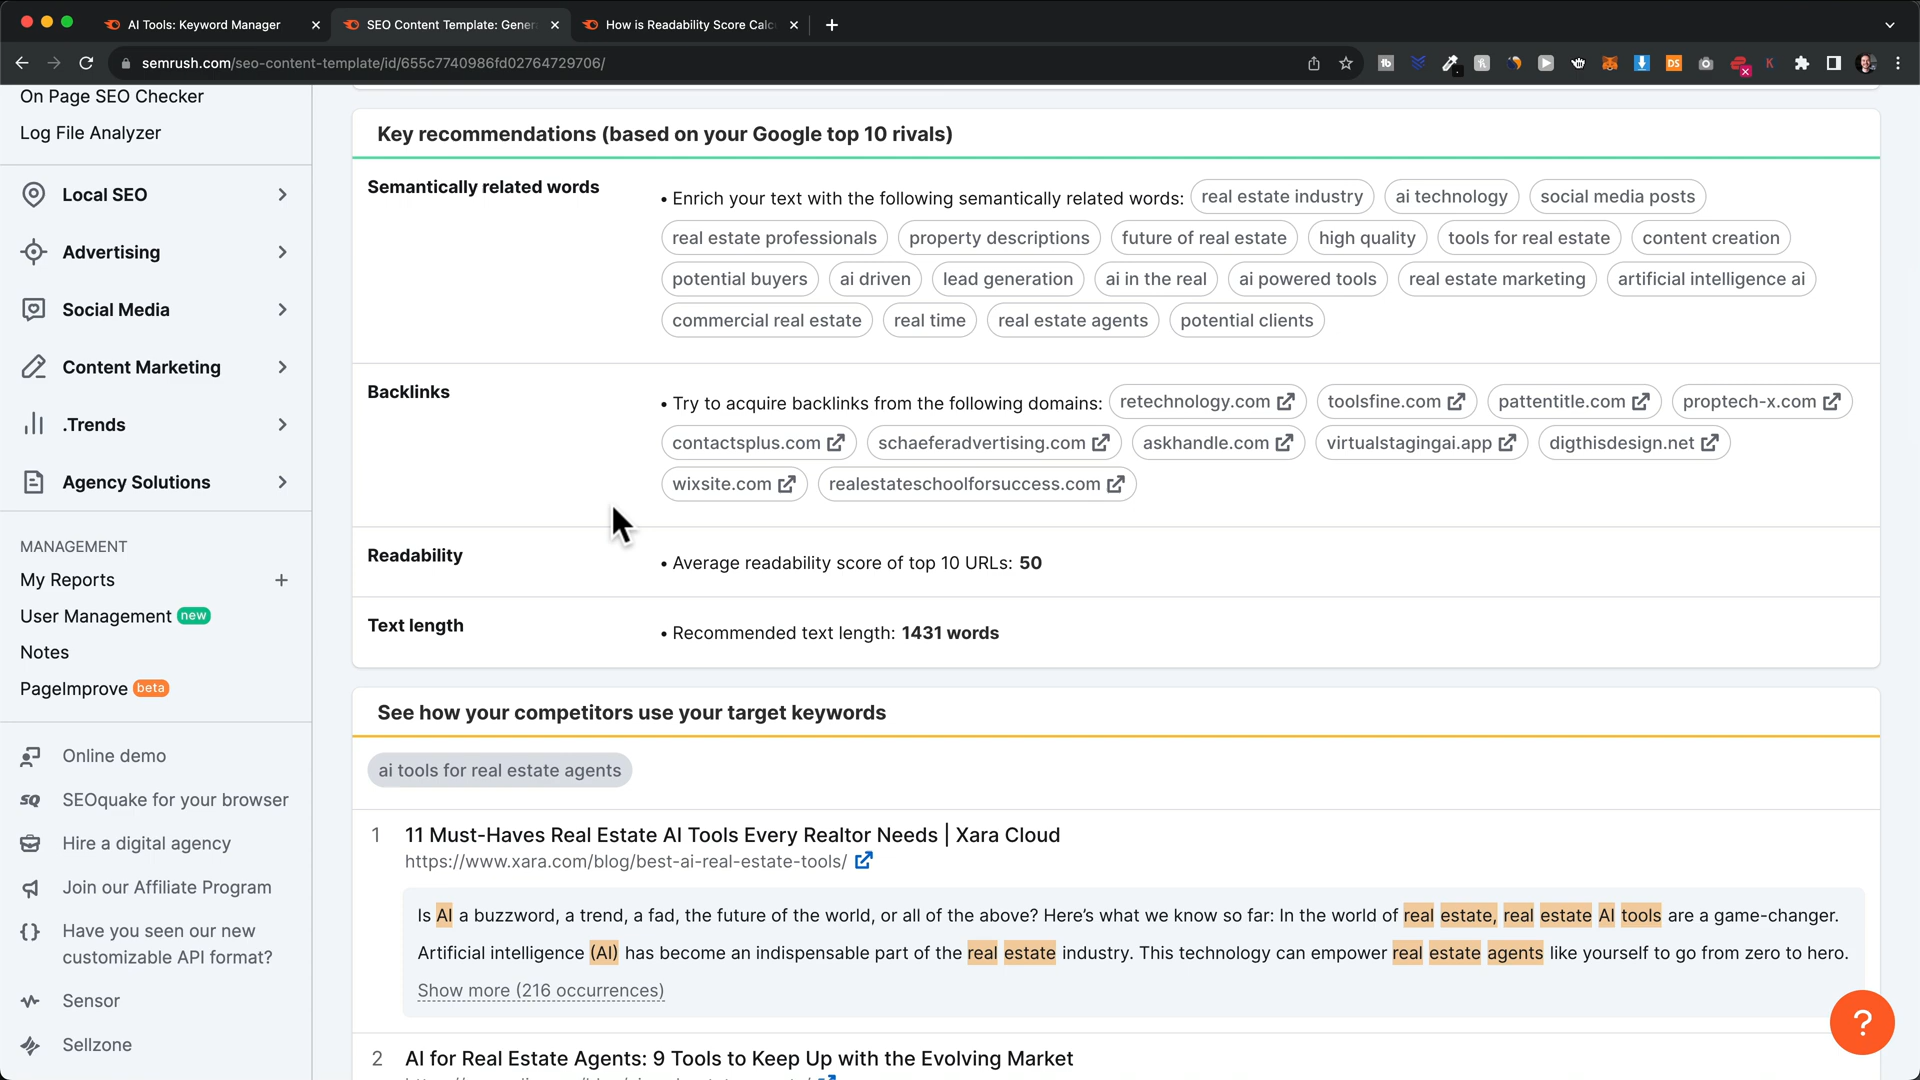 AI Tools: Keyword Manager
SEO Content Template: Gener
How is Readability Score Calc
semrush.com/seo-content-template/id/655c7740986fd02764729706/
On Page SEO Checker
Log File Analyzer
Local SEO
Advertising
Social Media
Content Marketing
.Trends
Agency Solutions
MANAGEMENT
My Reports
User Management new
Notes
PageImprove beta
Online demo
SEOquake for your browser
Hire a digital agency
Join our Affiliate Program
Have you seen our new
customizable API format?
Sensor
Sellzone
Key recommendations (based on your Google top 10 rivals)
Semantically related words
• Enrich your text with the following semantically related words: real estate industry ai technology social media posts
real estate professionals property descriptions future of real estate high quality tools for real estate content creation
potential buyers ai driven lead generation ai in the real ai powered tools real estate marketing artificial intelligence ai
commercial real estate real time real estate agents potential clients
Backlinks
• Try to acquire backlinks from the following domains: retechnology.com toolsfine.com pattentitle.com proptech-x.com
contactsplus.com schaeferadvertising.com askhandle.com virtualstagingai.app digthisdesign.net
wixsite.com realestateschoolforsuccess.com
Readability
• Average readability score of top 10 URLs: 50
Text length
• Recommended text length: 1431 words
See how your competitors use your target keywords
ai tools for real estate agents
1 11 Must-Haves Real Estate AI Tools Every Realtor Needs | Xara Cloud
https://www.xara.com/blog/best-ai-real-estate-tools/
Is AI a buzzword, a trend, a fad, the future of the world, or all of the above? Here's what we know so far: In the world of real estate, real estate AI tools are a game-changer.
Artificial intelligence (AI) has become an indispensable part of the real estate industry. This technology can empower real estate agents like yourself to go from zero to hero.
Show more (216 occurrences)
2 AI for Real Estate Agents: 9 Tools to Keep Up with the Evolving Market
?